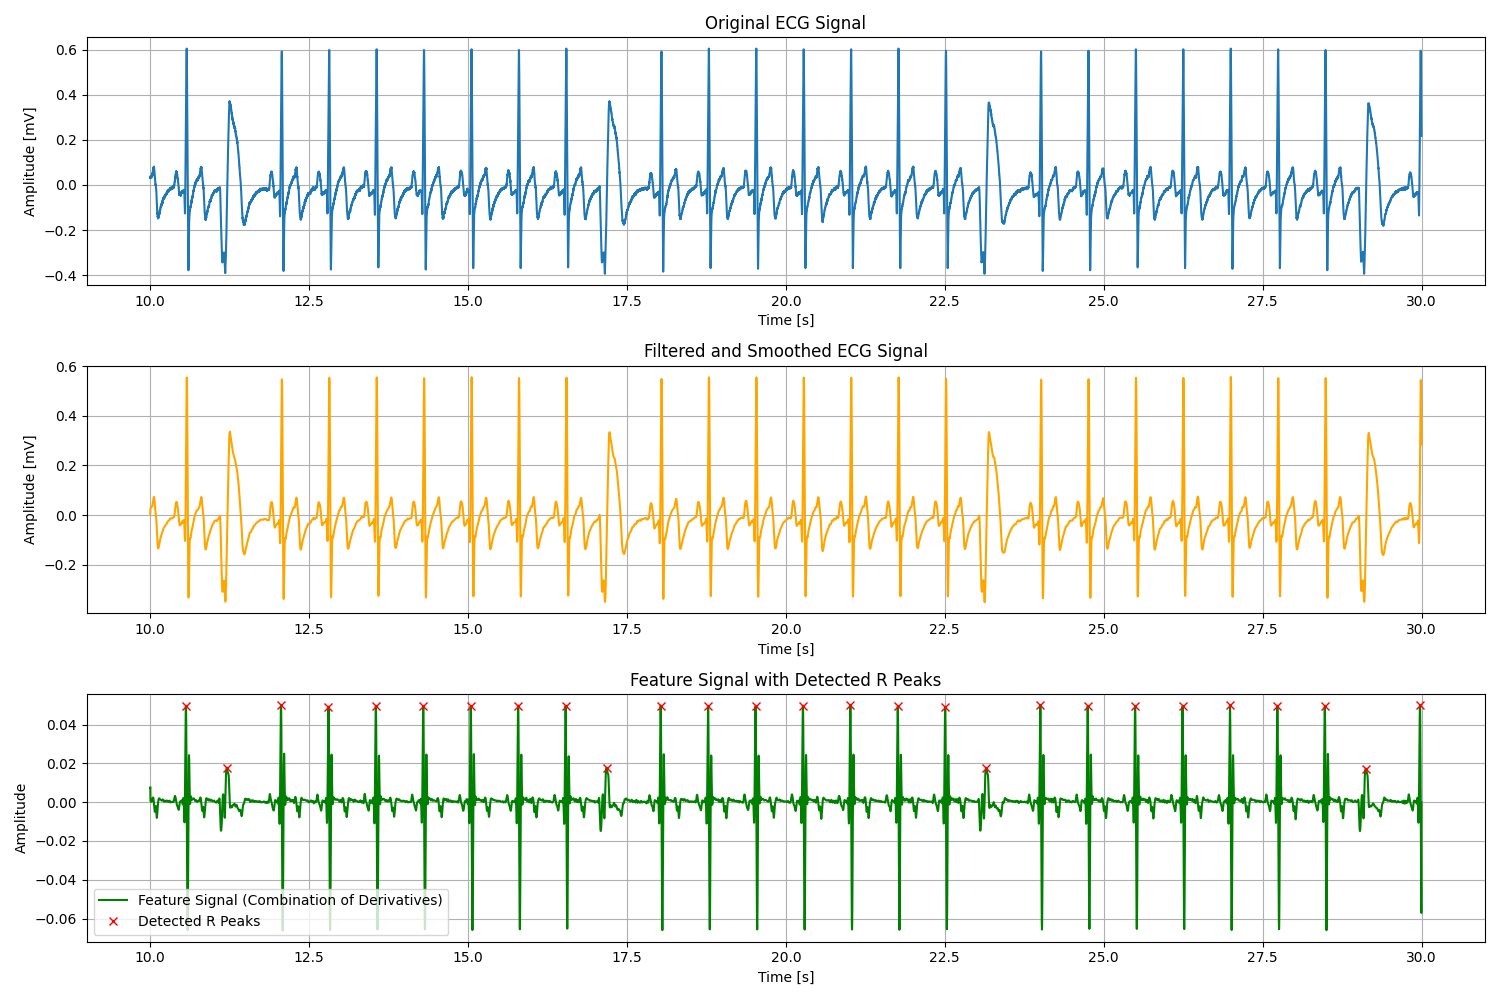 Original ECG Signal
Amplitude [mV]
0.6
0.4
0.2
0.0
−0.2
−0.4
10.0 12.5 15.0 17.5 20.0 22.5 25.0 27.5 30.0
Time [s]
Filtered and Smoothed ECG Signal
Amplitude [mV]
0.6
0.4
0.2
0.0
−0.2
10.0 12.5 15.0 17.5 20.0 22.5 25.0 27.5 30.0
Time [s]
Feature Signal with Detected R Peaks
Amplitude
0.04
0.02
0.00
−0.02
−0.04
−0.06
Feature Signal (Combination of Derivatives)
Detected R Peaks
10.0 12.5 15.0 17.5 20.0 22.5 25.0 27.5 30.0
Time [s]